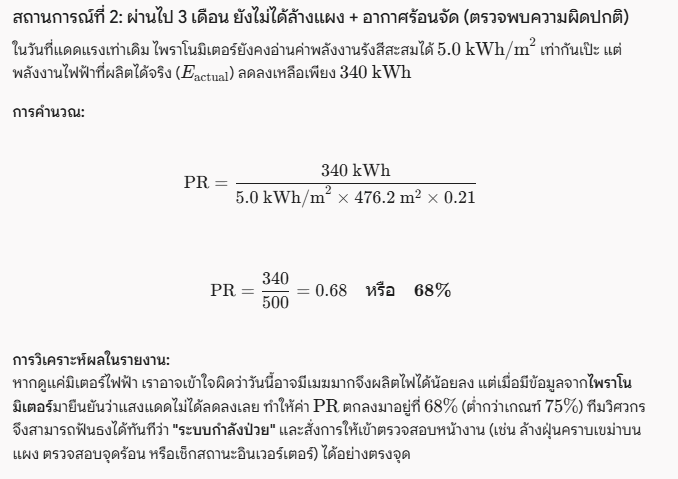 สถานการณ์ที่ 2: ผ่านไป 3 เดือน ยังไม่ได้ล้างแผง + อากาศร้อนจัด (ตรวจพบความผิดปกติ)
ในวันที่แดดแรงเท่าเดิม ไพราโนมิเตอร์ยังคงอ่านค่าพลังงานรังสีสะสมได้ 5.0 kWh/m² เท่ากันเป๊ะ แต่
พลังงานไฟฟ้าที่ผลิตได้จริง (E_actual) ลดลงเหลือเพียง 340 kWh
การคำนวณ:
PR = 340 kWh / 5.0 kWh/m² × 476.2 m² × 0.21
PR = 340/500 = 0.68 หรือ 68%
การวิเคราะห์ผลในรายงาน:
หากดูแค่มิเตอร์ไฟฟ้า เราอาจเข้าใจผิดว่าวันนี้อาจมีเมฆมากจึงผลิตไฟได้น้อยลง แต่เมื่อมีข้อมูลจากไพราโน
มิเตอร์มายืนยันว่าแสงแดดไม่ได้ลดลงเลย ทำให้ค่า PR ตกลงมาอยู่ที่ 68% (ต่ำกว่าเกณฑ์ 75%) ทีมวิศวกร
จึงสามารถฟันธงได้ทันทีว่า "ระบบกำลังป่วย" และสั่งการให้เข้าตรวจสอบหน้างาน (เช่น ล้างฝุ่นคราบเขม่าบน
แผง ตรวจสอบจุดร้อน หรือเช็กสถานะอินเวอร์เตอร์) ได้อย่างตรงจุด